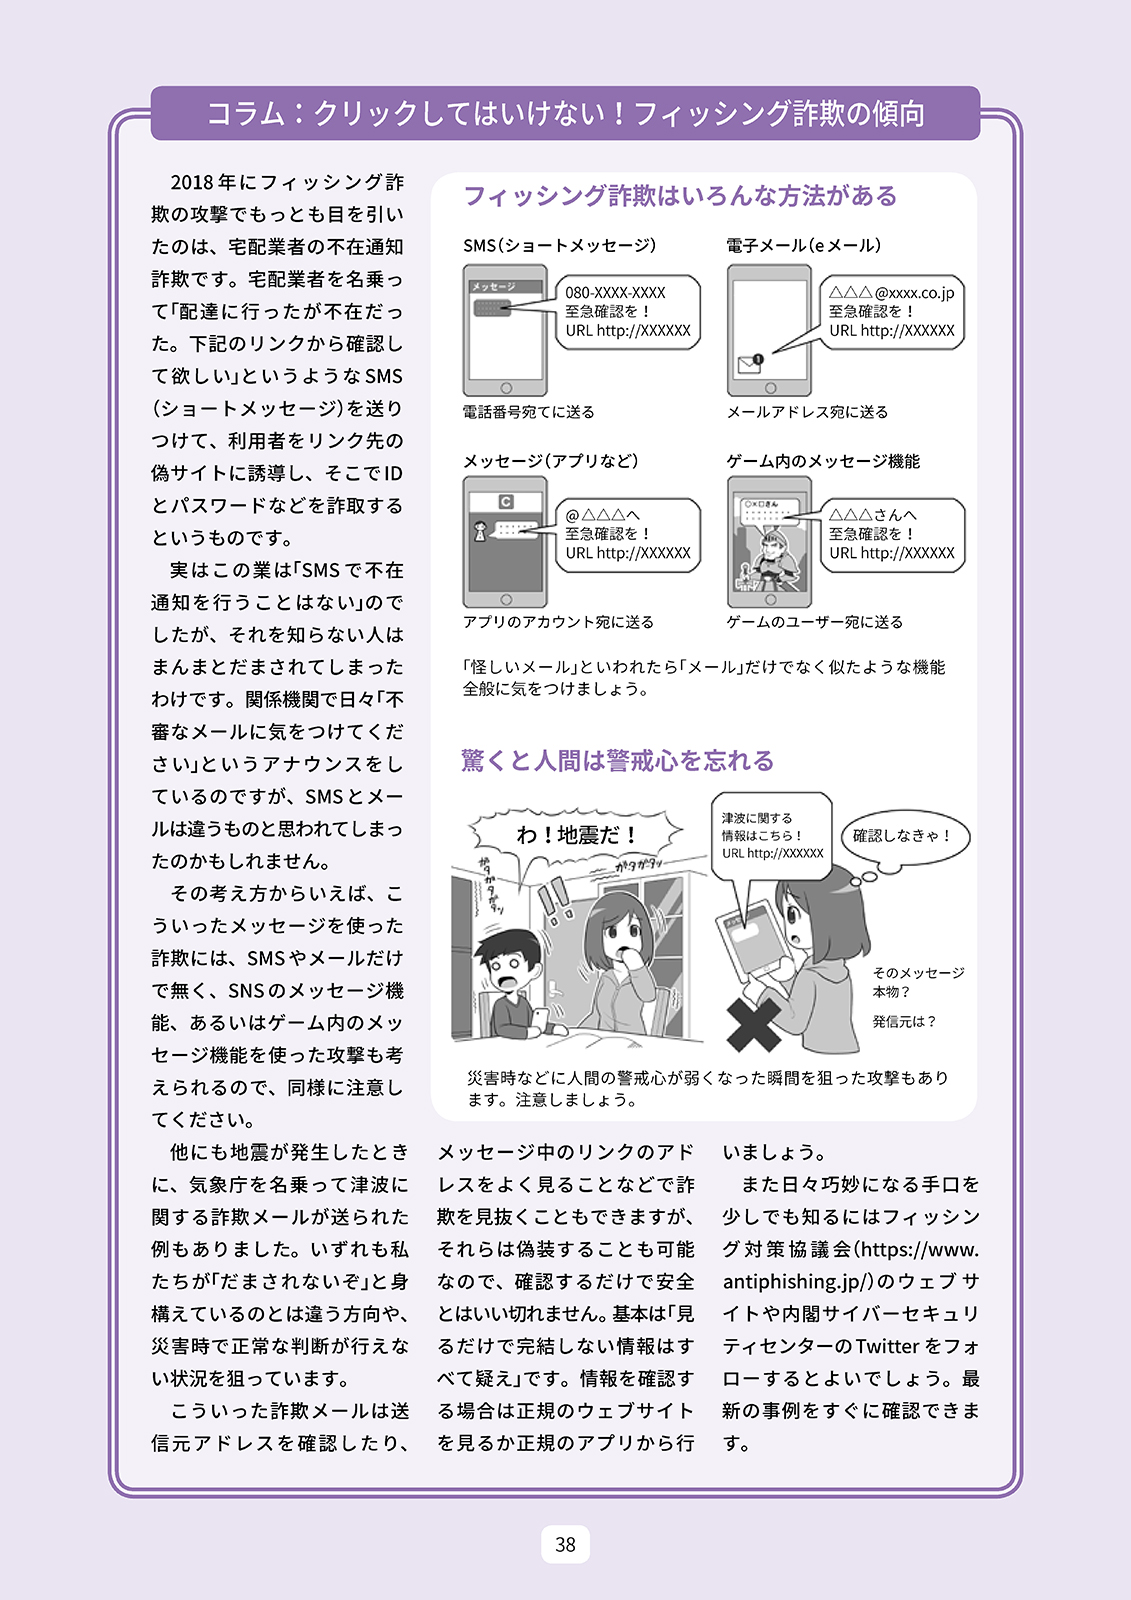 コラム：クリックしてはいけない！フィッシング詐欺の傾向
2018年にフィッシング詐
欺の攻撃でもっとも目を引い
たのは、宅配業者の不在通知
詐欺です。宅配業者を名乗っ
て「配達に行ったが不在だっ
た。下記のリンクから確認し
て欲しい」というようなSMS
（ショートメッセージ）を送り
つけて、利用者をリンク先の
偽サイトに誘導し、そこでID
とパスワードなどを詐取する
というものです。
実はこの業は「SMSで不在
通知を行うことはない」ので
したが、それを知らない人は
まんまとだまされてしまった
わけです。関係機関で日々「不
審なメールに気をつけてくだ
さい」というアナウンスをし
ているのですが、SMSとメー
ルは違うものと思われてしまっ
たのかもしれません。
その考え方からいえば、こ
ういったメッセージを使った
詐欺には、SMSやメールだけ
で無く、SNSのメッセージ機
能、あるいはゲーム内のメッ
セージ機能を使った攻撃も考
えられるので、同様に注意し
てください。
他にも地震が発生したとき
に、気象庁を名乗って津波に
関する詐欺メールが送られた
例もありました。いずれも私
たちが「だまされないぞ」と身
構えているのとは違う方向や、
災害時で正常な判断が行えな
い状況を狙っています。
こういった詐欺メールは送
信元アドレスを確認したり、
フィッシング詐欺はいろんな方法がある
SMS（ショートメッセージ）
メッセージ
080-XXXX-XXXX
至急確認を！
URL http://XXXXXX
電話番号宛てに送る
電子メール（eメール）
1
△△△@xxxx.co.jp
至急確認を！
URL http://XXXXXX
メールアドレス宛に送る
メッセージ（アプリなど）
C
@△△△へ
至急確認を！
URL http://XXXXXX
アプリのアカウント宛に送る
ゲーム内のメッセージ機能
○×□さん
△△△さんへ
至急確認を！
URL http://XXXXXX
ゲームのユーザー宛に送る
「怪しいメール」といわれたら「メール」だけでなく似たような機能
全般に気をつけましょう。
驚くと人間は警戒心を忘れる
わ！地震だ！
ガタガタガタッ
ガタガタッ
!!
津波に関する
情報はこちら！
URL http://XXXXXX
確認しなきゃ！
そのメッセージ
本物？
発信元は？
災害時などに人間の警戒心が弱くなった瞬間を狙った攻撃もあり
ます。注意しましょう。
メッセージ中のリンクのアド
レスをよく見ることなどで詐
欺を見抜くこともできますが、
それらは偽装することも可能
なので、確認するだけで安全
とはいい切れません。基本は「見
るだけで完結しない情報はす
べて疑え」です。情報を確認す
る場合は正規のウェブサイト
を見るか正規のアプリから行
いましょう。
また日々巧妙になる手口を
少しでも知るにはフィッシン
グ対策協議会（https://www.
antiphishing.jp/）のウェブサ
イトや内閣サイバーセキュリ
ティセンターのTwitterをフォ
ローするとよいでしょう。最
新の事例をすぐに確認できま
す。
38